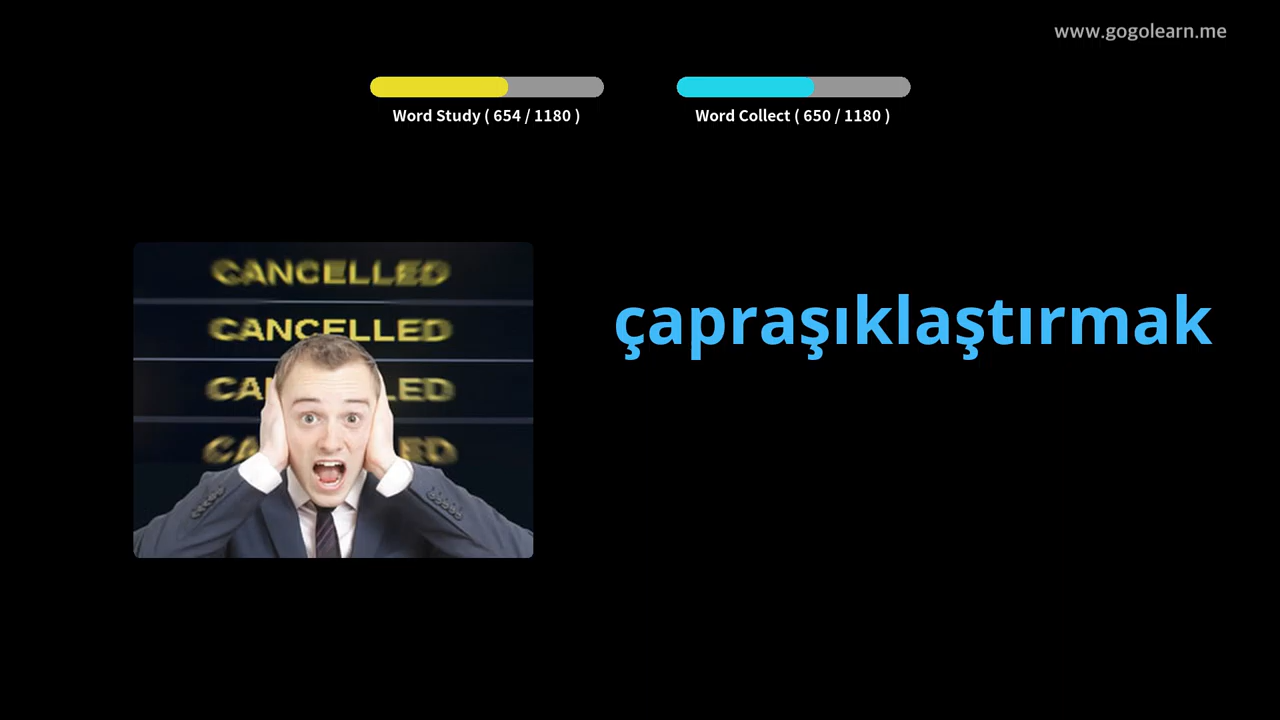 www.gogolearn.me
Word Study ( 654 / 1180 )
Word Collect ( 650 / 1180 )
CANCELLED
CANCELLED
çapraşıklaştırmak